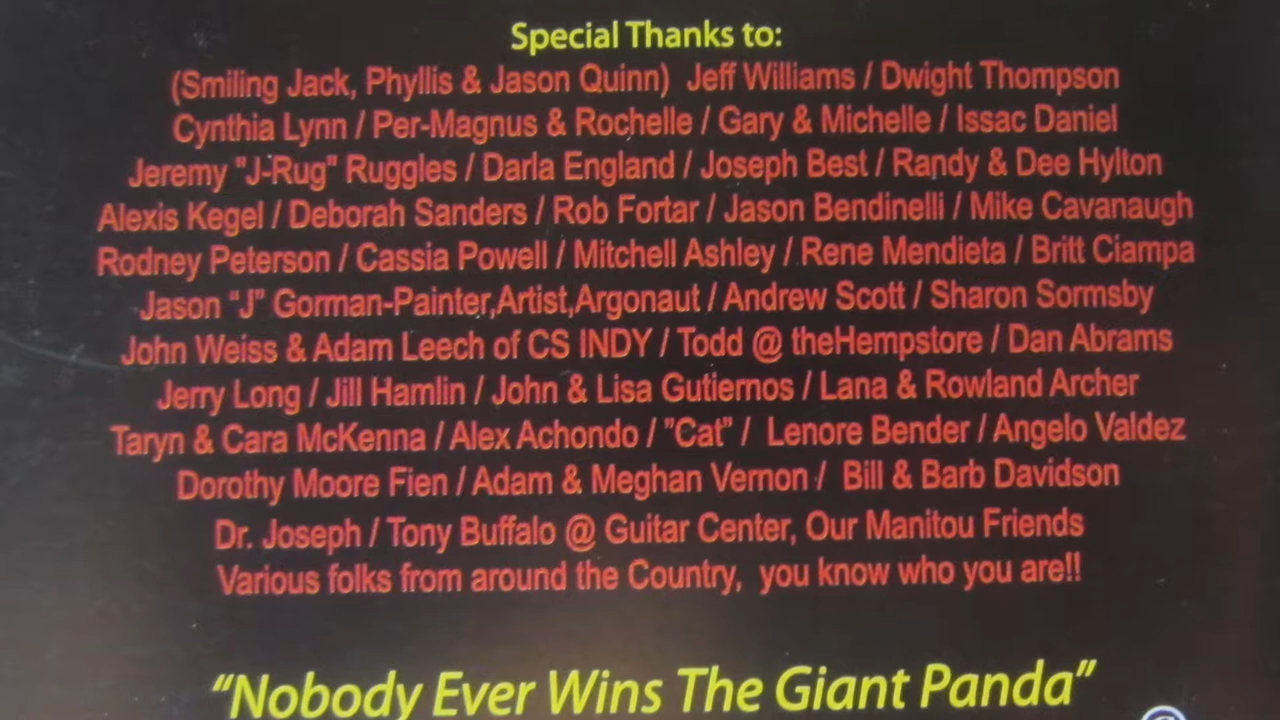 Special Thanks to:
(Smiling Jack, Phyllis & Jason Quinn) Jeff Williams / Dwight Thompson
Cynthia Lynn / Per-Magnus & Rochelle / Gary & Michelle / Issac Daniel
Jeremy "J-Rug" Ruggles / Darla England / Joseph Best / Randy & Dee Hylton
Alexis Kegel / Deborah Sanders / Rob Fortar / Jason Bendinelli / Mike Cavanaugh
Rodney Peterson / Cassia Powell / Mitchell Ashley / Rene Mendieta / Britt Ciampa
Jason “J” Gorman-Painter,Artist,Argonaut / Andrew Scott / Sharon Sormsby
John Weiss & Adam Leech of CS INDY / Todd @ theHempstore / Dan Abrams
Jerry Long / Jill Hamlin / John & Lisa Gutiernos / Lana & Rowland Archer
Taryn & Cara McKenna / Alex Achondo / ”Cat” / Lenore Bender / Angelo Valdez
Dorothy Moore Fien / Adam & Meghan Vernon / Bill & Barb Davidson
Dr. Joseph / Tony Buffalo @ Guitar Center, Our Manitou Friends
Various folks from around the Country, you know who you are!!
“Nobody Ever Wins The Giant Panda”